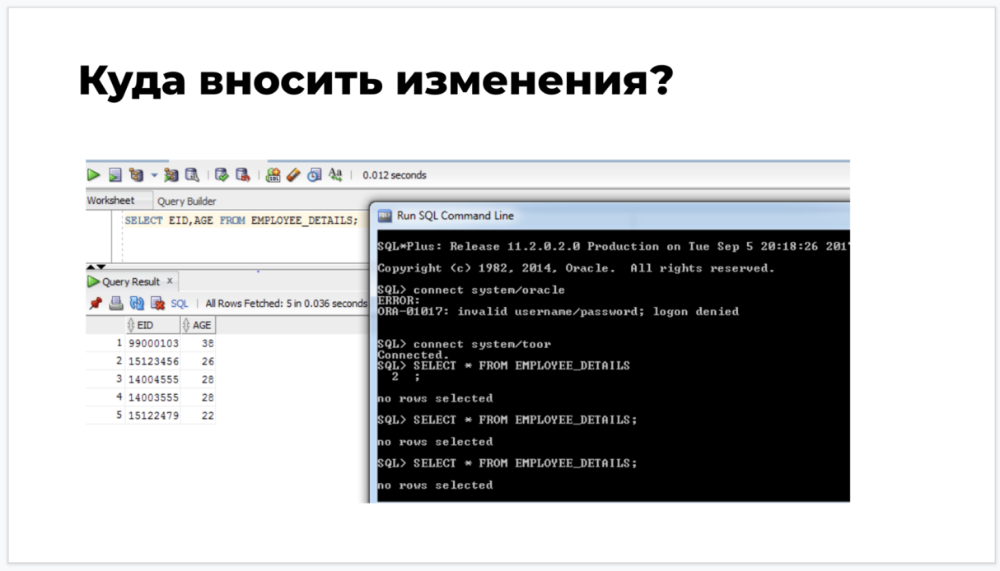 Куда вносить изменения?
0.012 seconds
Worksheet Query Builder
SELECT EID,AGE FROM EMPLOYEE_DETAILS;
Query Result x
SQL | All Rows Fetched: 5 in 0.036 seconds
EID AGE
1 99000103 38
2 15123456 26
3 14004555 28
4 14003555 28
5 15122479 22
Run SQL Command Line
SQL*Plus: Release 11.2.0.2.0 Production on Tue Sep 5 20:18:26 201
Copyright (c) 1982, 2014, Oracle. All rights reserved.
SQL> connect system/oracle
ERROR:
ORA-01017: invalid username/password; logon denied
SQL> connect system/toor
Connected.
SQL> SELECT * FROM EMPLOYEE_DETAILS
2 ;
no rows selected
SQL> SELECT * FROM EMPLOYEE_DETAILS;
no rows selected
SQL> SELECT * FROM EMPLOYEE_DETAILS;
no rows selected